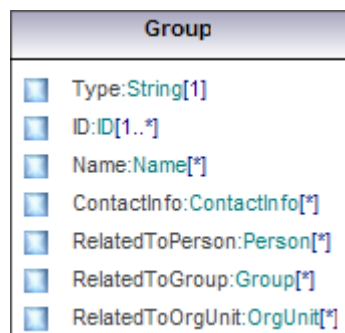 Group
Type:String[1]
ID:ID[1..*]
Name:Name[*]
ContactInfo:ContactInfo[*]
RelatedToPerson:Person[*]
RelatedToGroup:Group[*]
RelatedToOrgUnit:OrgUnit[*]